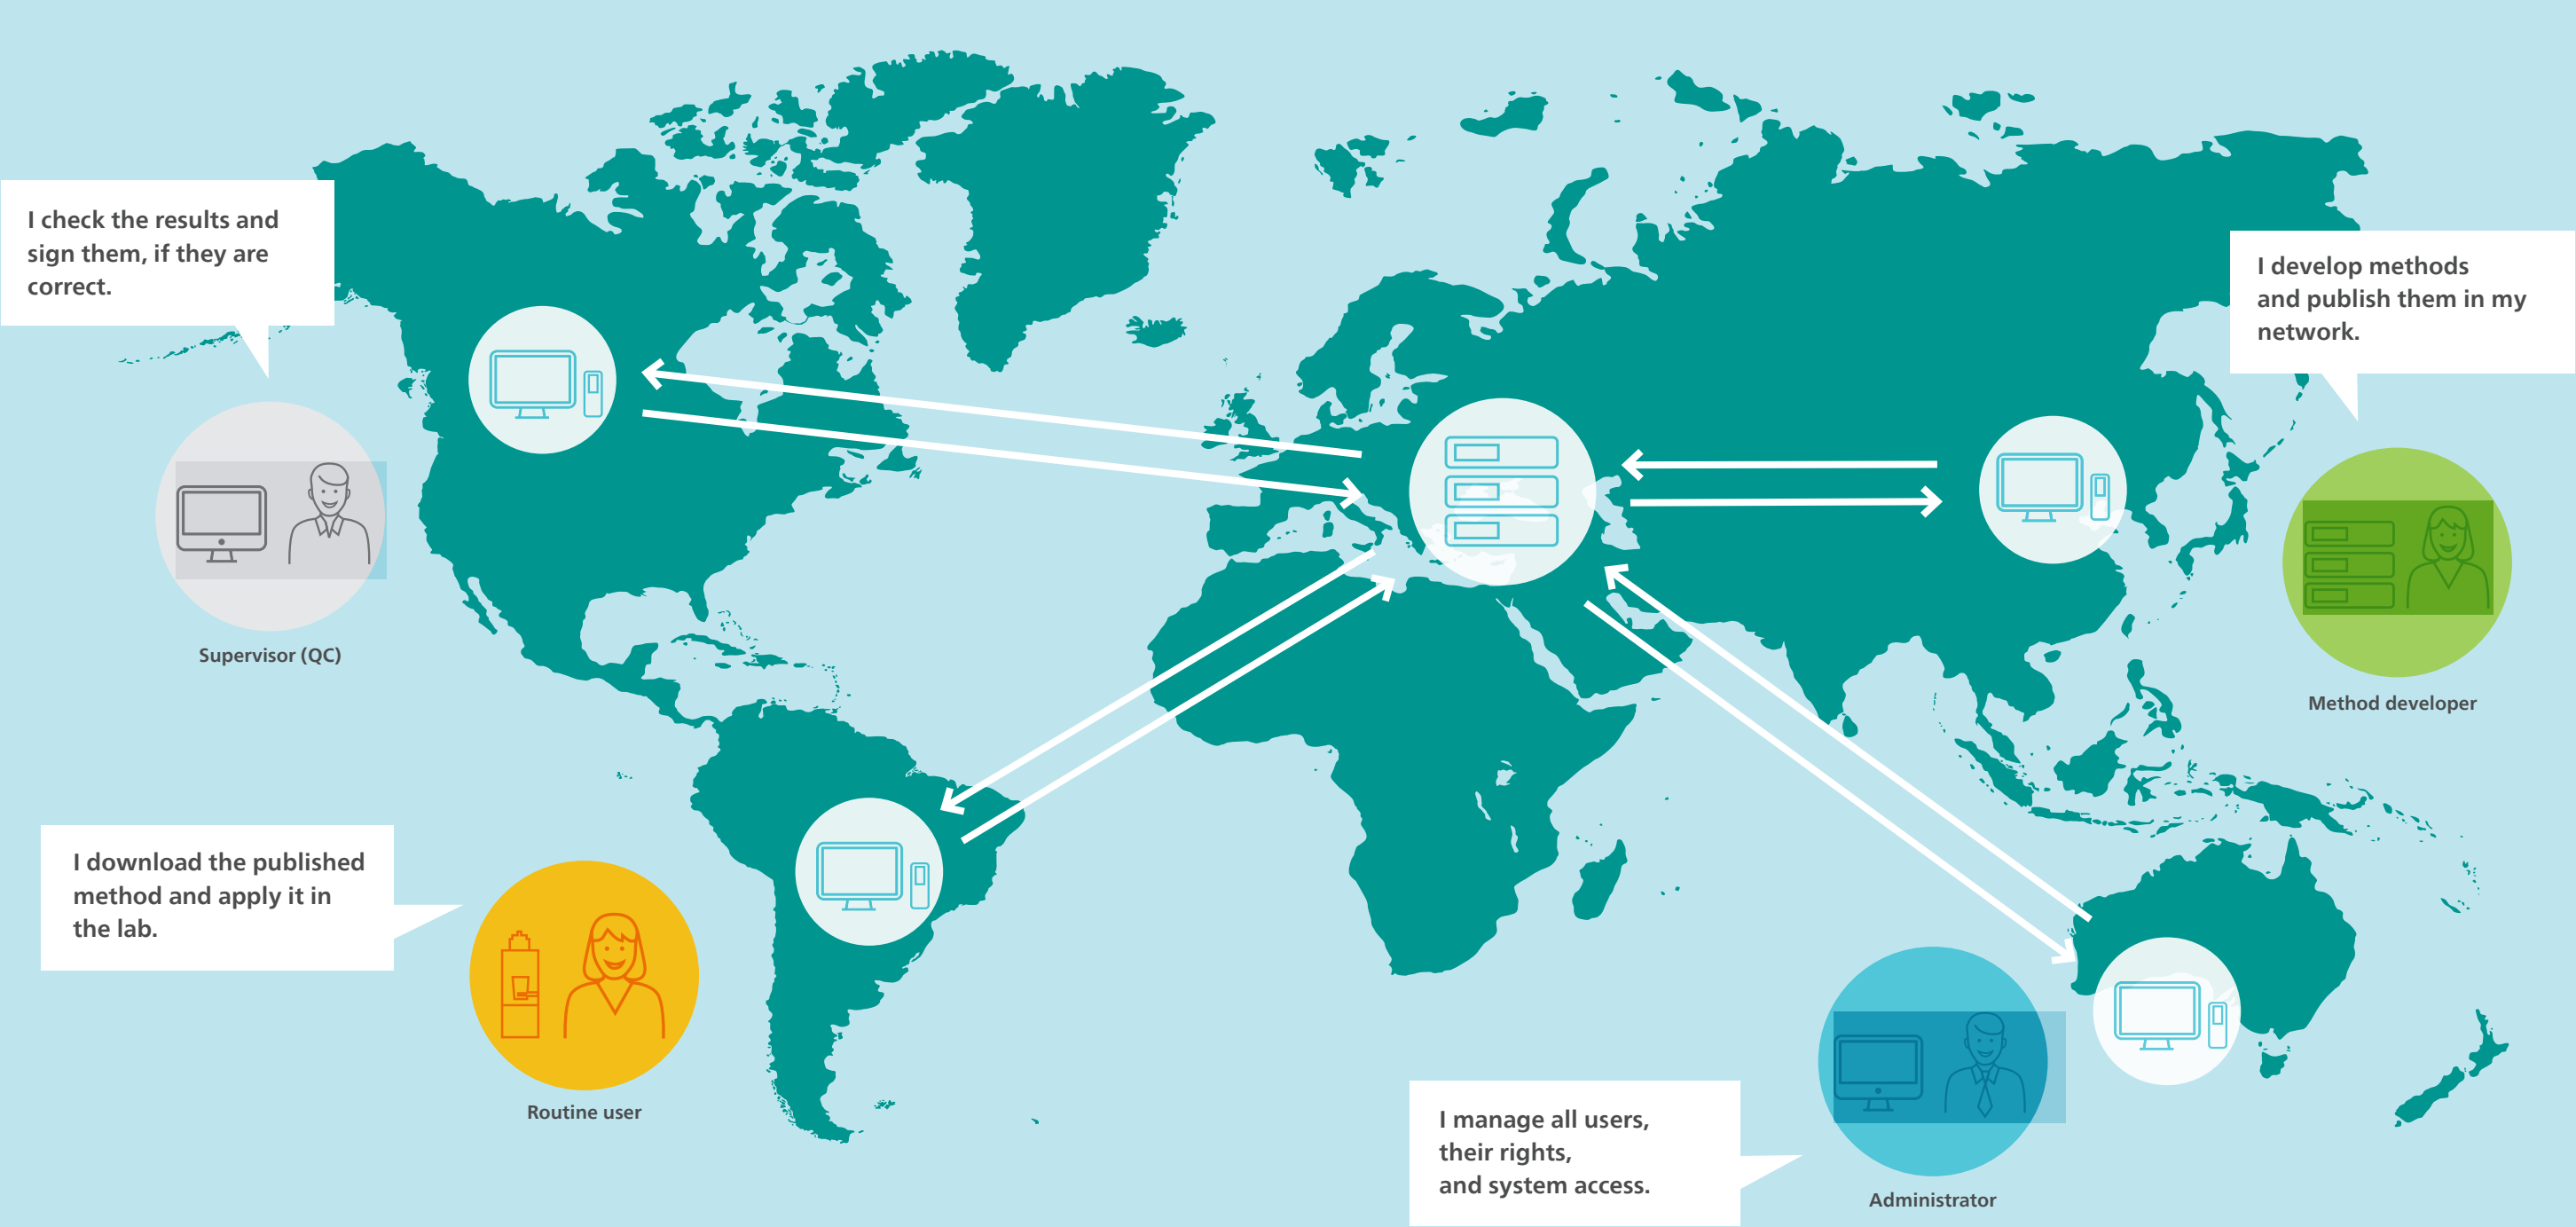 I check the results and
sign them, if they are
correct.
Supervisor (QC)
I develop methods
and publish them in my
network.
Method developer
I download the published
method and apply it in
the lab.
Routine user
I manage all users,
their rights,
and system access.
Administrator